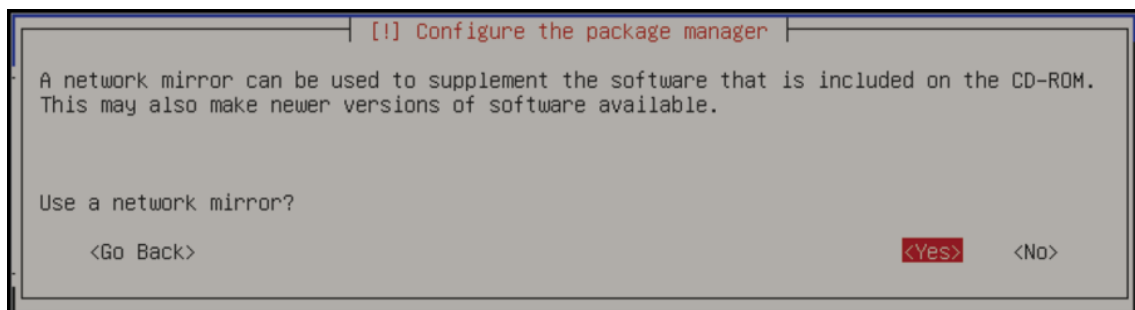 [!] Configure the package manager
A network mirror can be used to supplement the software that is included on the CD-ROM.
This may also make newer versions of software available.
Use a network mirror?
<Go Back> <Yes> <No>